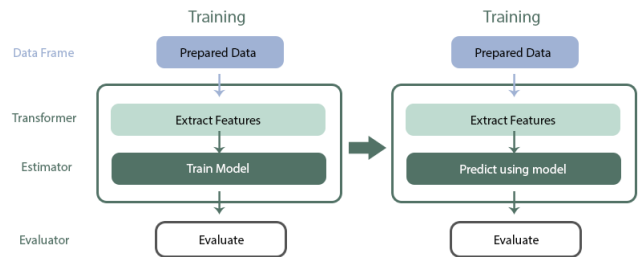 Training
Training
Data Frame
Prepared Data
Prepared Data
Transformer
Extract Features
Extract Features
Estimator
Train Model
Predict using model
Evaluator
Evaluate
Evaluate